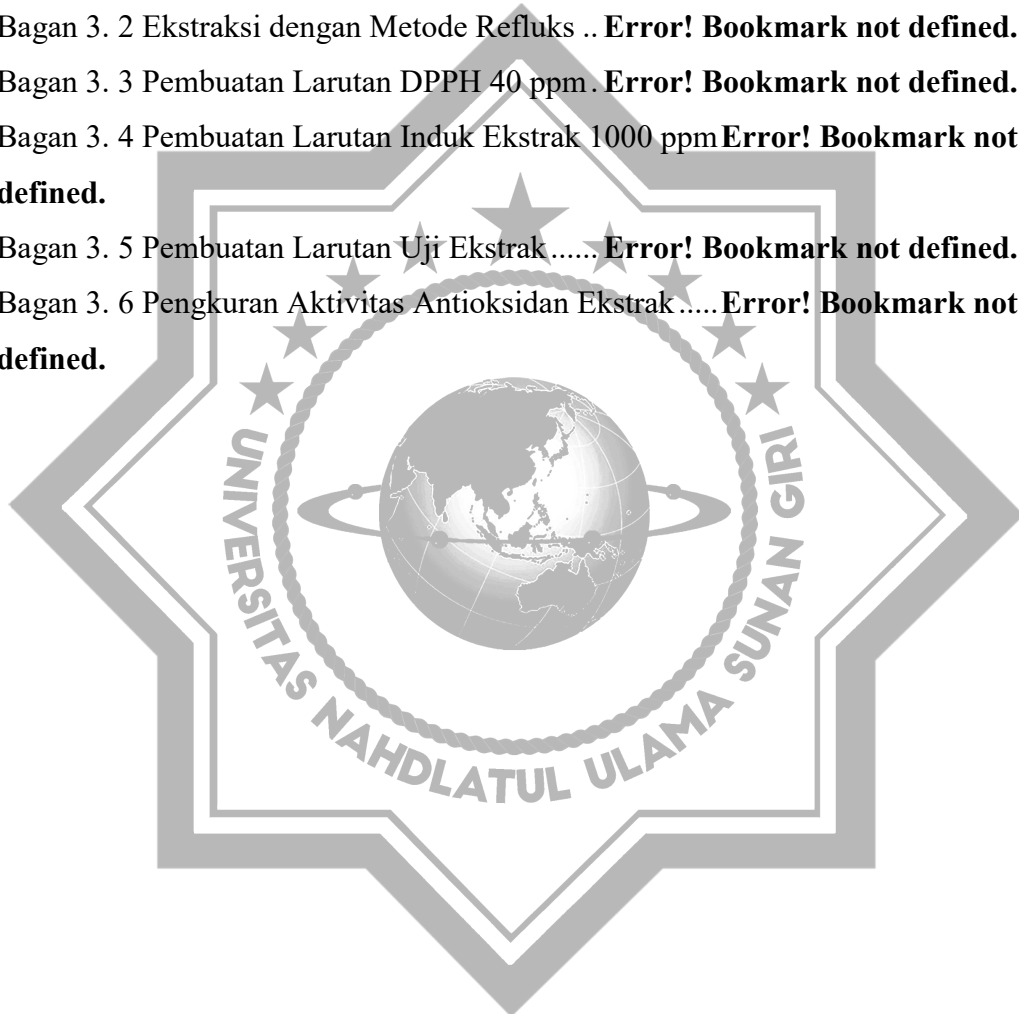 Bagan 3. 2 Ekstraksi dengan Metode Refluks .. Error! Bookmark not defined.
Bagan 3. 3 Pembuatan Larutan DPPH 40 ppm . Error! Bookmark not defined.
Bagan 3. 4 Pembuatan Larutan Induk Ekstrak 1000 ppm Error! Bookmark not
defined.
Bagan 3. 5 Pembuatan Larutan Uji Ekstrak ...... Error! Bookmark not defined.
Bagan 3. 6 Pengkuran Aktivitas Antioksidan Ekstrak ..... Error! Bookmark not
defined.
UNIVERSITAS NAHDLATUL ULAMA SUNAN GIRI